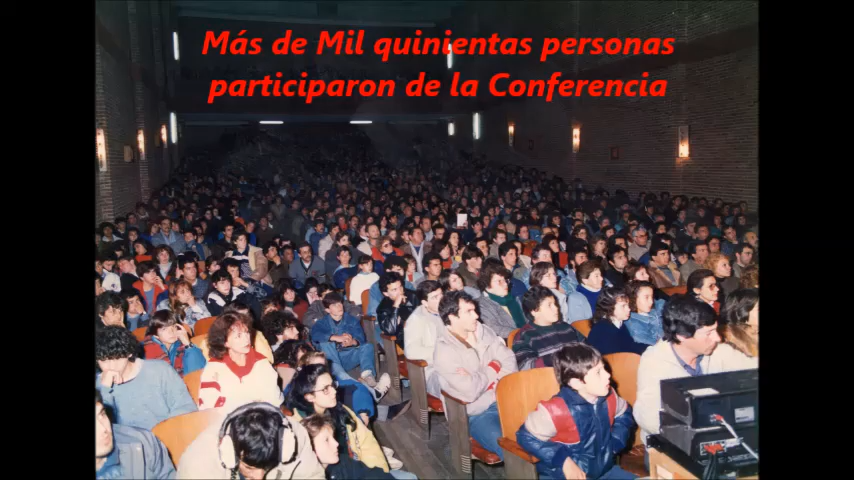 Más de Mil quinientas personas
participaron de la Conferencia